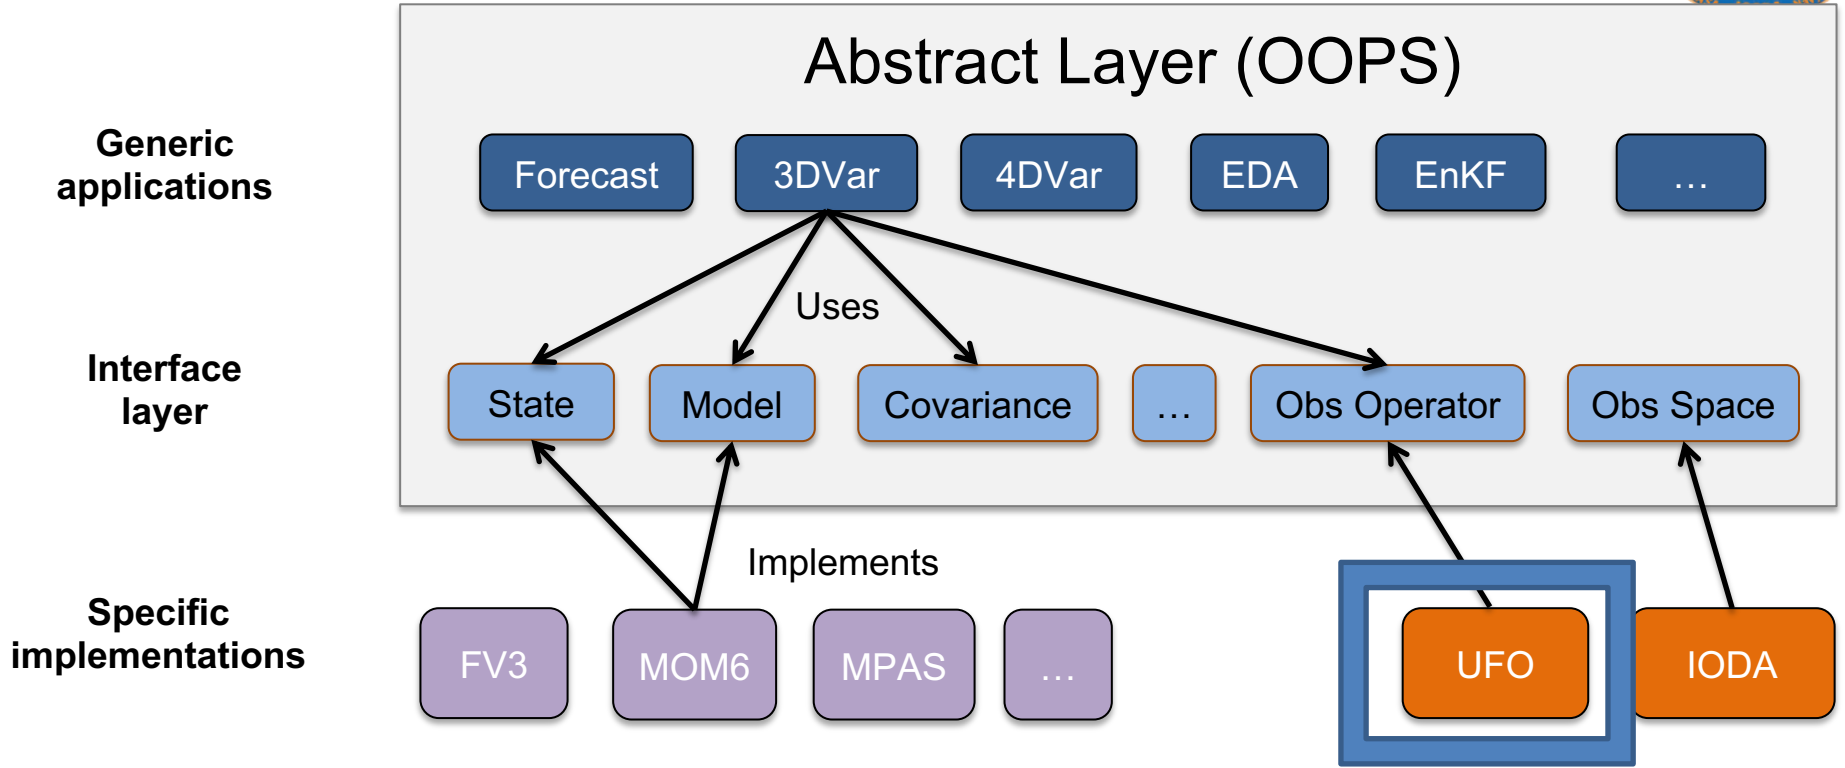 Abstract Layer (OOPS)
Generic
applications
Forecast
3DVar
4DVar
EDA
EnKF
…
Uses
Interface
layer
State
Model
Covariance
…
Obs Operator
Obs Space
Implements
Specific
implementations
FV3
MOM6
MPAS
…
UFO
IODA